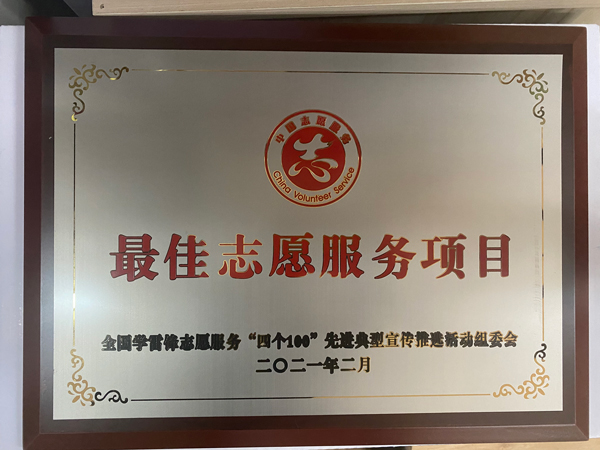 中国志愿服务
志
China Volunteer Service
最佳志愿服务项目
全国学雷锋志愿服务“四个100”先进典型宣传推选活动组委会
二〇二一年二月